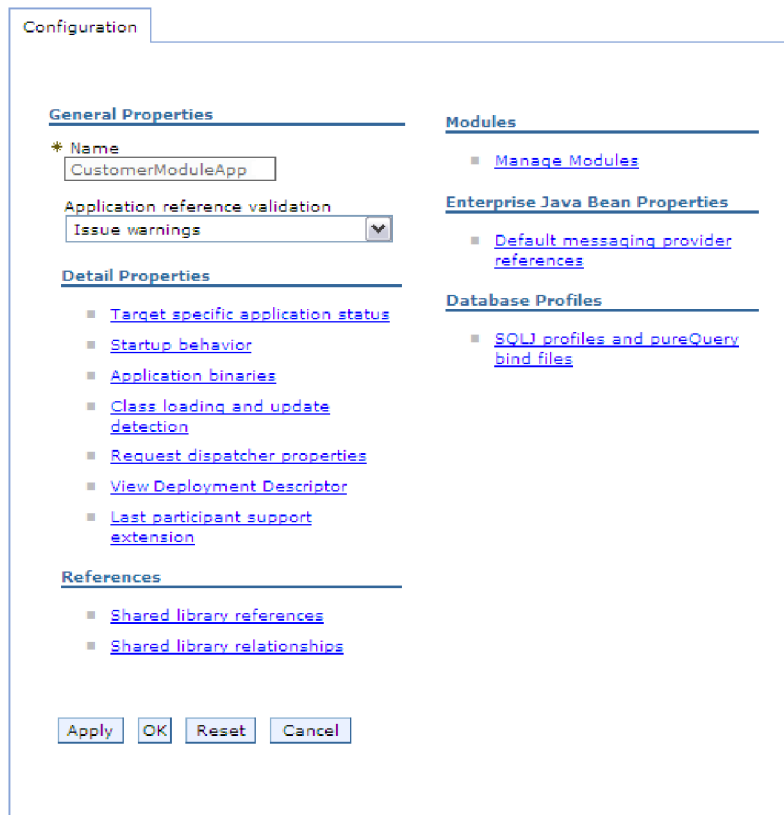 Configuration
General Properties
* Name
CustomerModuleApp
Application reference validation
Issue warnings
Detail Properties
Target specific application status
Startup behavior
Application binaries
Class loading and update
detection
Request dispatcher properties
View Deployment Descriptor
Last participant support
extension
References
Shared library references
Shared library relationships
Modules
Manage Modules
Enterprise Java Bean Properties
Default messaging provider
references
Database Profiles
SQLJ profiles and pureQuery
bind files
Apply OK Reset Cancel